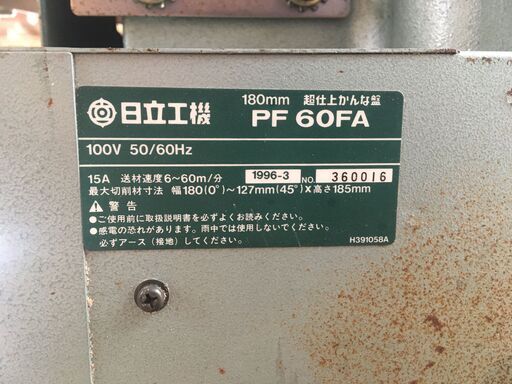 日立工機 180mm 超仕上かんな盤
PF 60FA
100V 50/60Hz
15A 送材速度6～60m/分 1996-3 NO. 360016
最大切削材寸法 幅180(0°)～127mm(45°)×高さ185mm
⚠ 警告
●ご使用前に取扱説明書を必ずよくお読みください。
●感電の恐れがあります。雨中では使用しないでください。
必ずアース（接地）してください。 H391058A